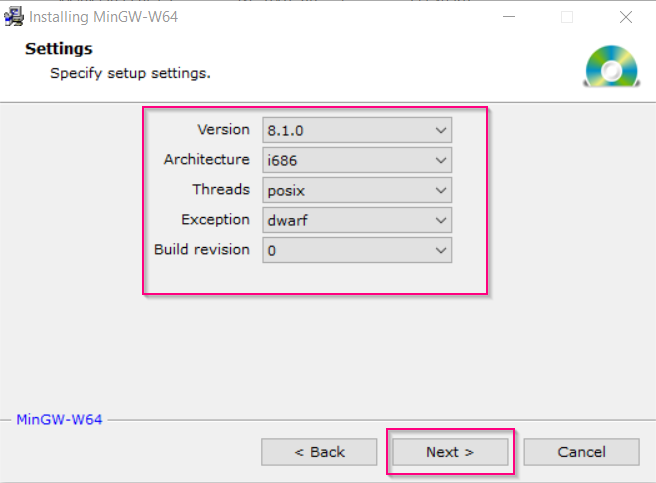 Installing MinGW-W64
Settings
Specify setup settings.
Version 8.1.0
Architecture i686
Threads posix
Exception dwarf
Build revision 0
MinGW-W64
< Back Next > Cancel